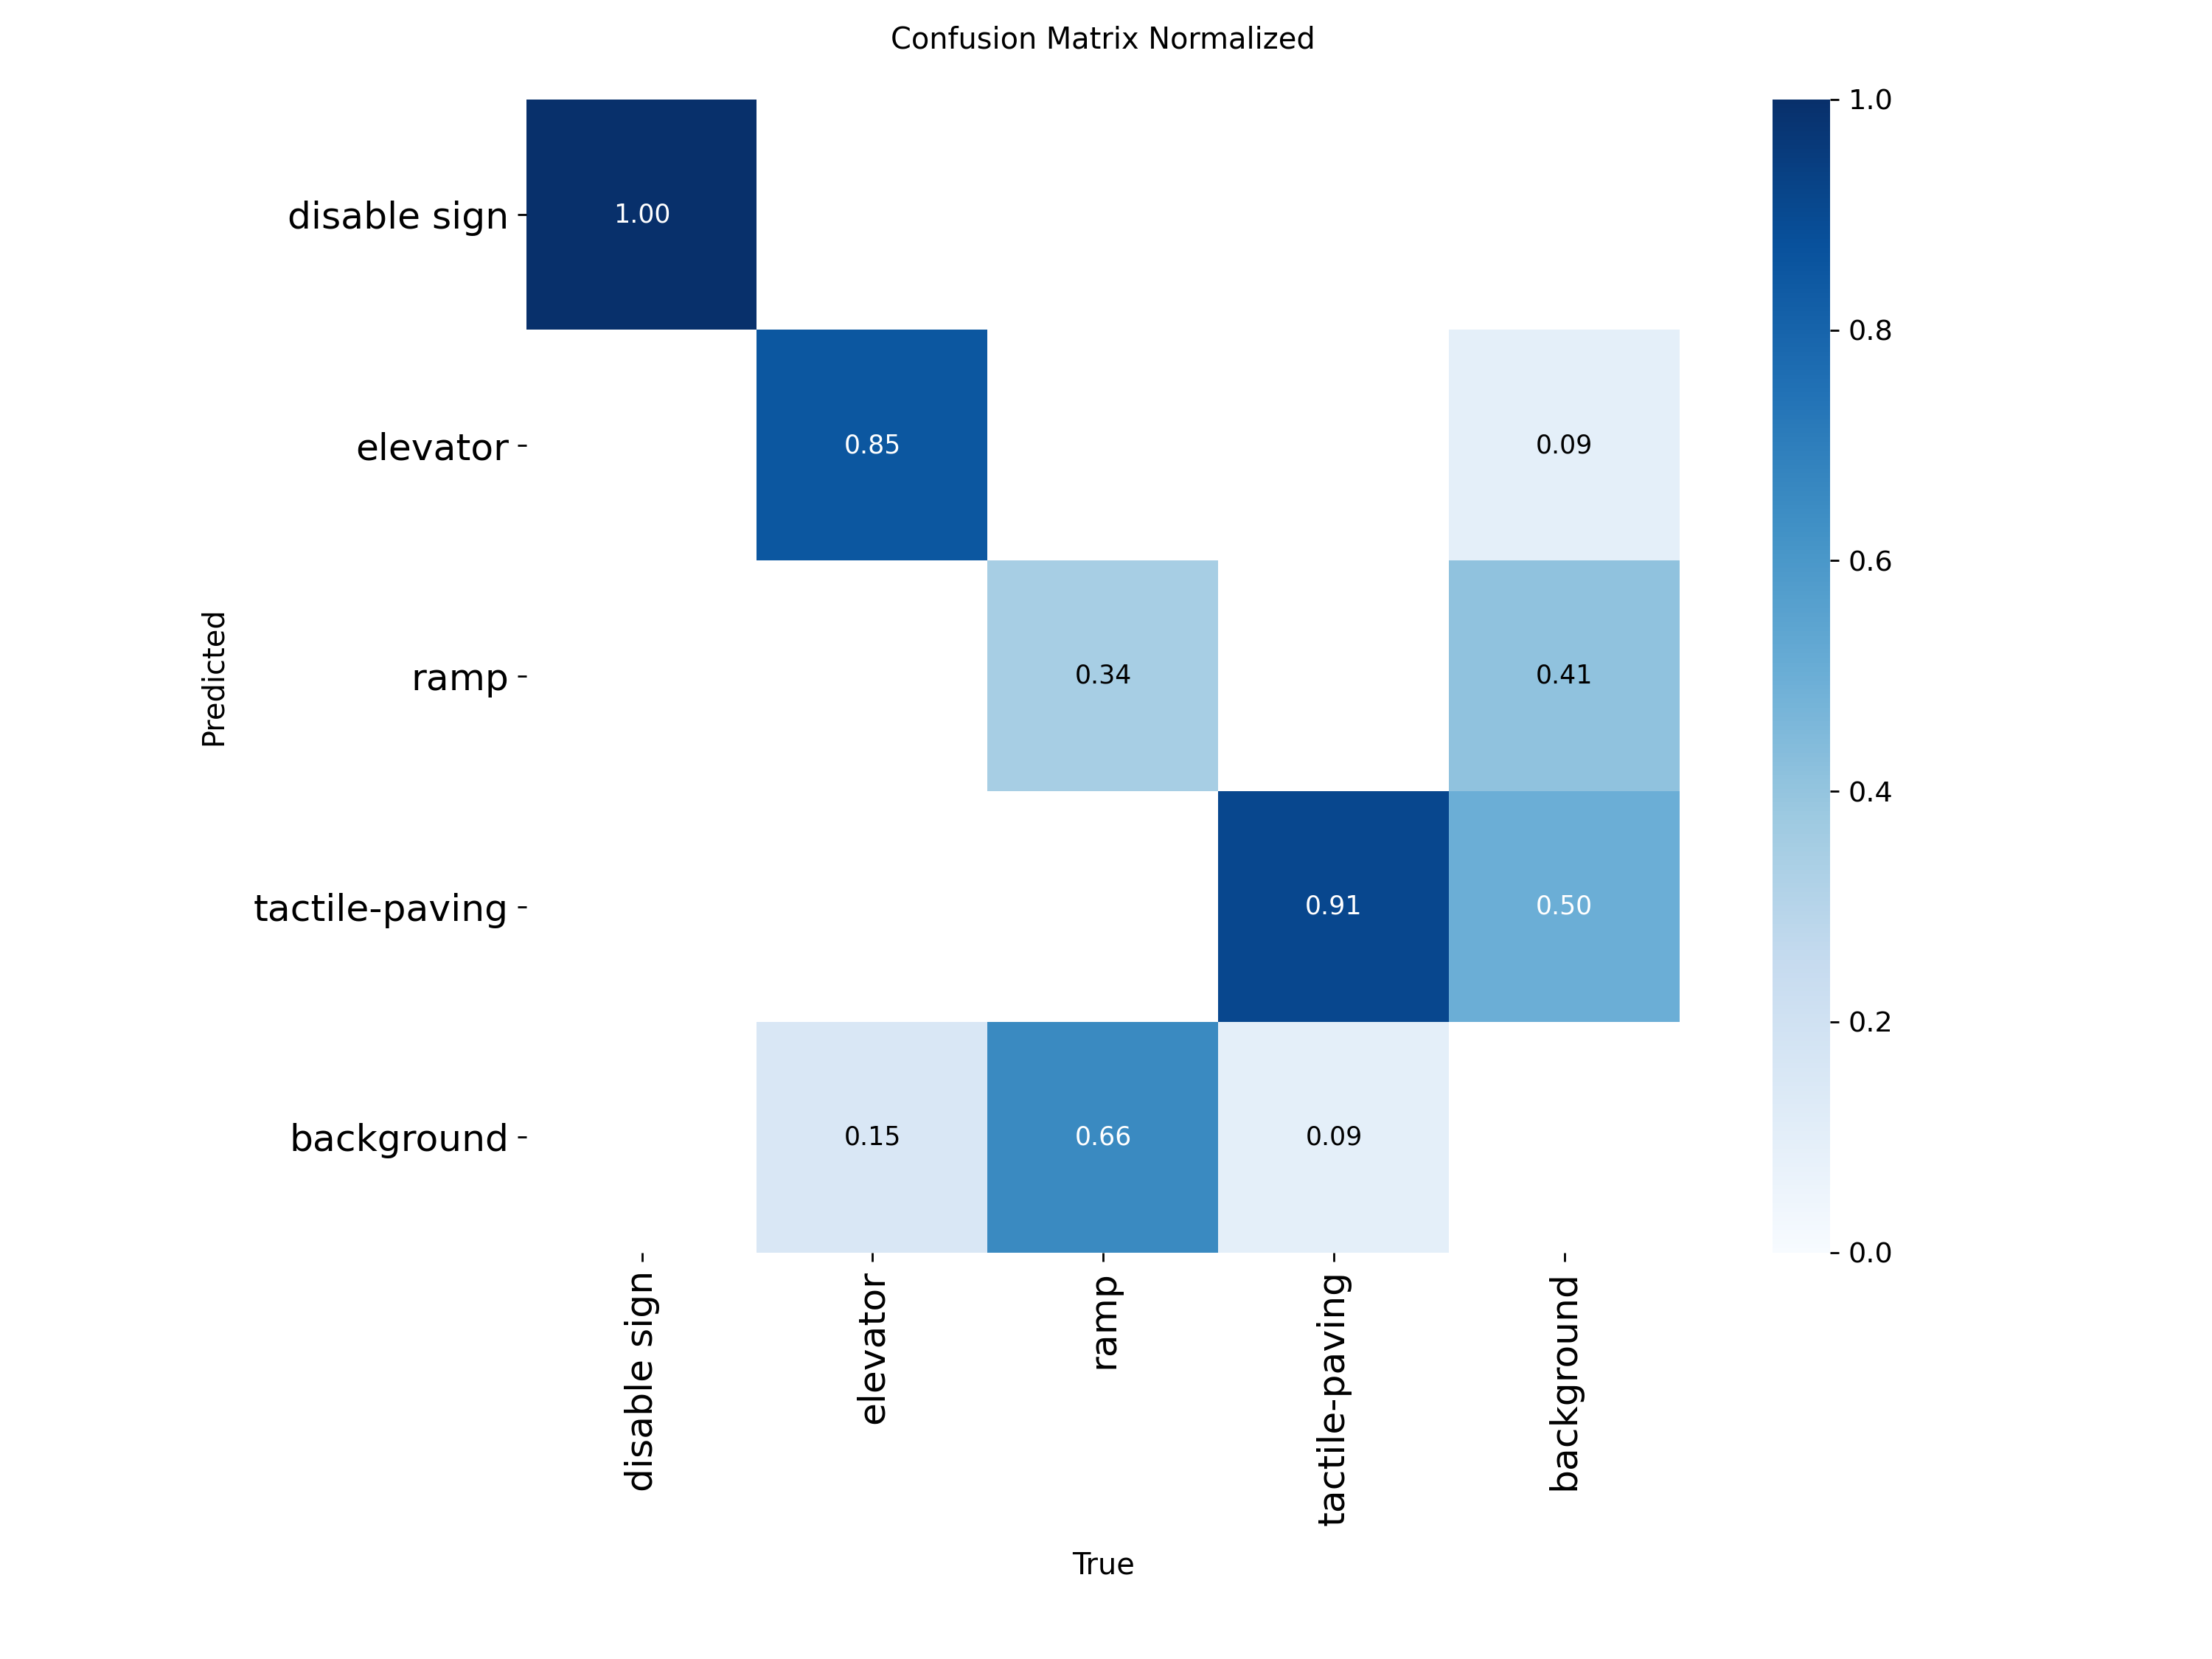 Confusion Matrix Normalized
disable sign
elevator
ramp
tactile-paving
background
Predicted
1.00
0.85
0.09
0.34
0.41
0.91
0.50
0.15
0.66
0.09
disable sign
elevator
ramp
tactile-paving
background
True
1.0
0.8
0.6
0.4
0.2
0.0